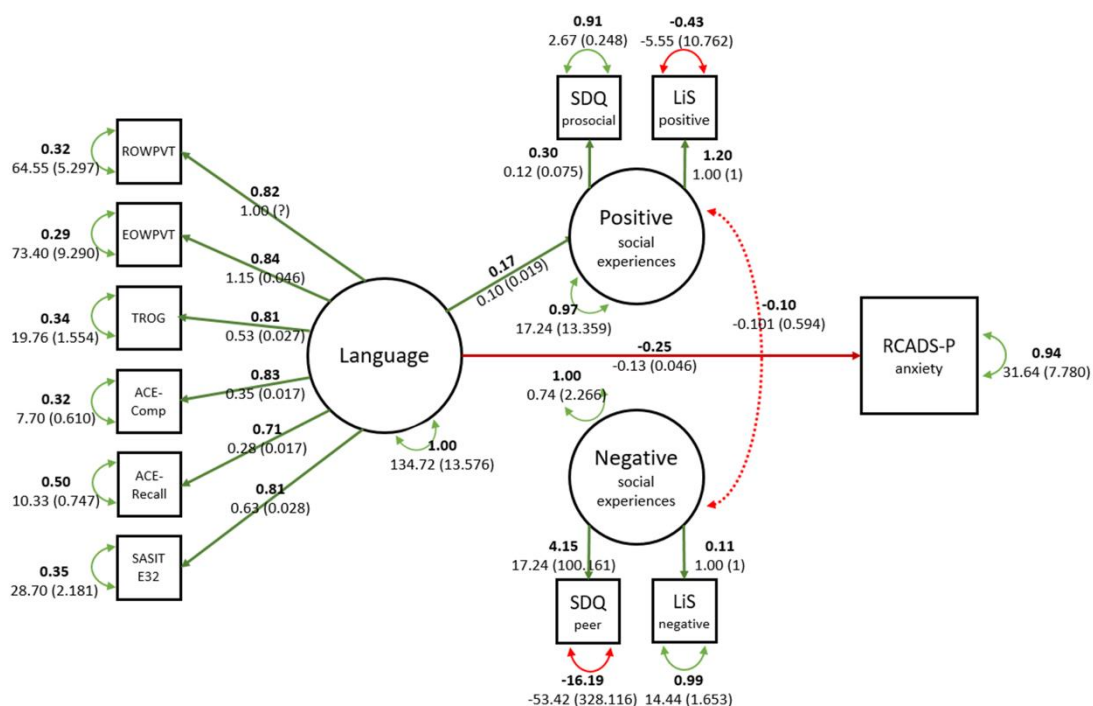 0.91
2.67 (0.248)
-0.43
-5.55 (10.762)
SDQ
prosocial
LiS
positive
0.30
0.12 (0.075)
1.20
1.00 (1)
Positive
social
experiences
0.97
17.24 (13.359)
0.32
64.55 (5.297)
ROWPVT
0.82
1.00 (?)
0.29
73.40 (9.290)
EOWPVT
0.84
1.15 (0.046)
0.34
19.76 (1.554)
TROG
0.81
0.53 (0.027)
0.32
7.70 (0.610)
ACE-
Comp
0.83
0.35 (0.017)
0.50
10.33 (0.747)
ACE-
Recall
0.71
0.28 (0.017)
0.35
28.70 (2.181)
SASIT
E32
0.81
0.63 (0.028)
Language
1.00
134.72 (13.576)
0.17
0.10 (0.019)
-0.25
-0.13 (0.046)
-0.10
-0.101 (0.594)
RCADS-P
anxiety
0.94
31.64 (7.780)
1.00
0.74 (2.266)
Negative
social
experiences
4.15
17.24 (100.161)
0.11
1.00 (1)
SDQ
peer
LiS
negative
-16.19
-53.42 (328.116)
0.99
14.44 (1.653)